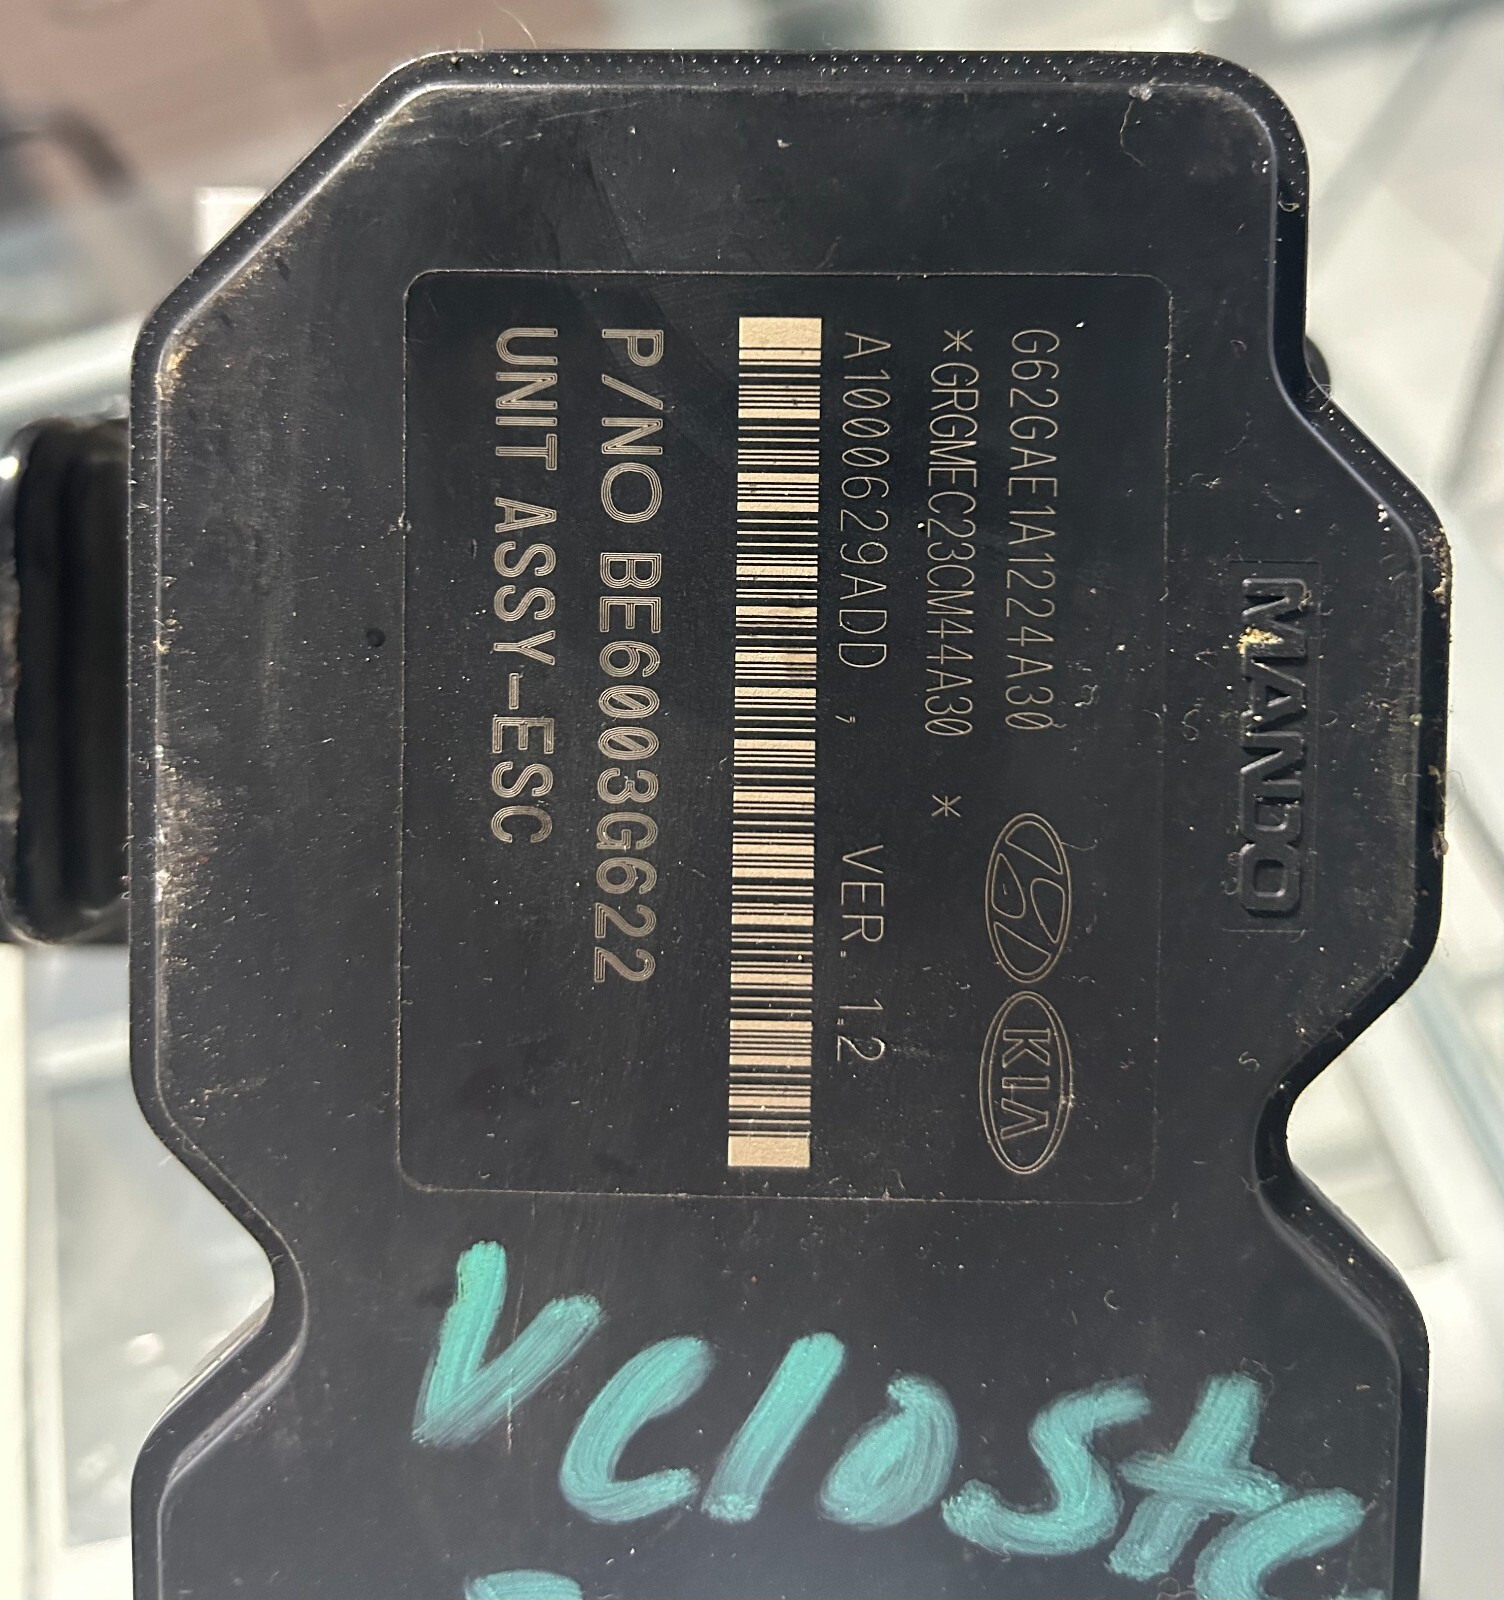 MANDO
G62GAE1A1224A30
*GRGMEC23CM44A30 *
KIA
A1000629ADD , VER. 1.2
P/NO BE6003G622
UNIT ASSY-ESC